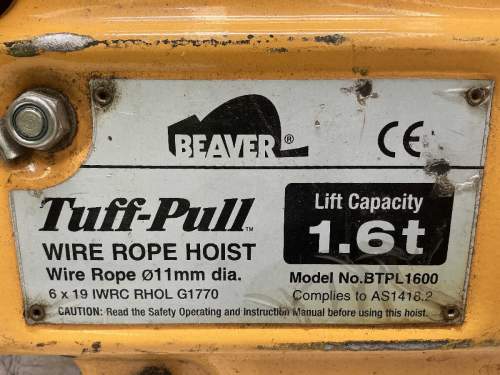 BEAVER®
CE
Tuff-Pull™
WIRE ROPE HOIST
Wire Rope ø11mm dia.
6 x 19 IWRC RHOL G1770
Lift Capacity
1.6t
Model No.BTPL1600
Complies to AS1418.2
CAUTION: Read the Safety Operating and Instruction Manual before using this hoist.